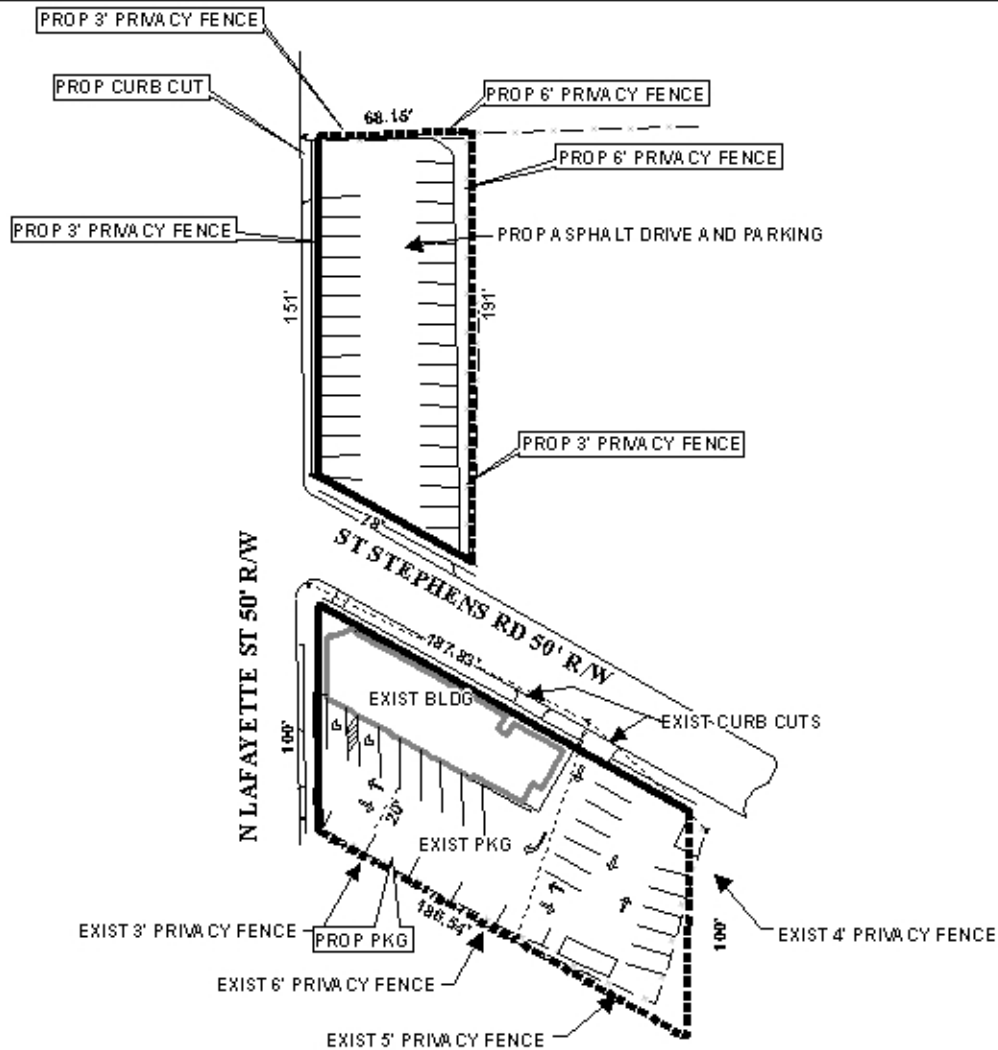 PROP 3' PRIVACY FENCE
PROP CURB CUT
PROP 6' PRIVACY FENCE
68.15'
PROP 6' PRIVACY FENCE
PROP 3' PRIVACY FENCE
PROP ASPHALT DRIVE AND PARKING
151'
191'
PROP 3' PRIVACY FENCE
78'
ST STEPHENS RD 50' R/W
N LAFAYETTE ST 50' R/W
187.83'
EXIST BLDG
EXIST CURB CUTS
100'
20'
EXIST PKG
186.54'
EXIST 3' PRIVACY FENCE
PROP PKG
100'
EXIST 4' PRIVACY FENCE
EXIST 6' PRIVACY FENCE
EXIST 5' PRIVACY FENCE